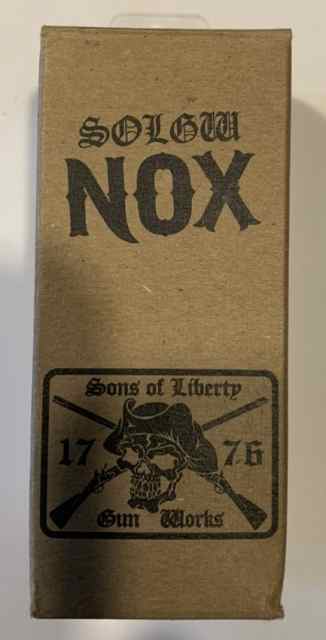 SOLGW
NOX
Sons of Liberty
17 76
Gun Works